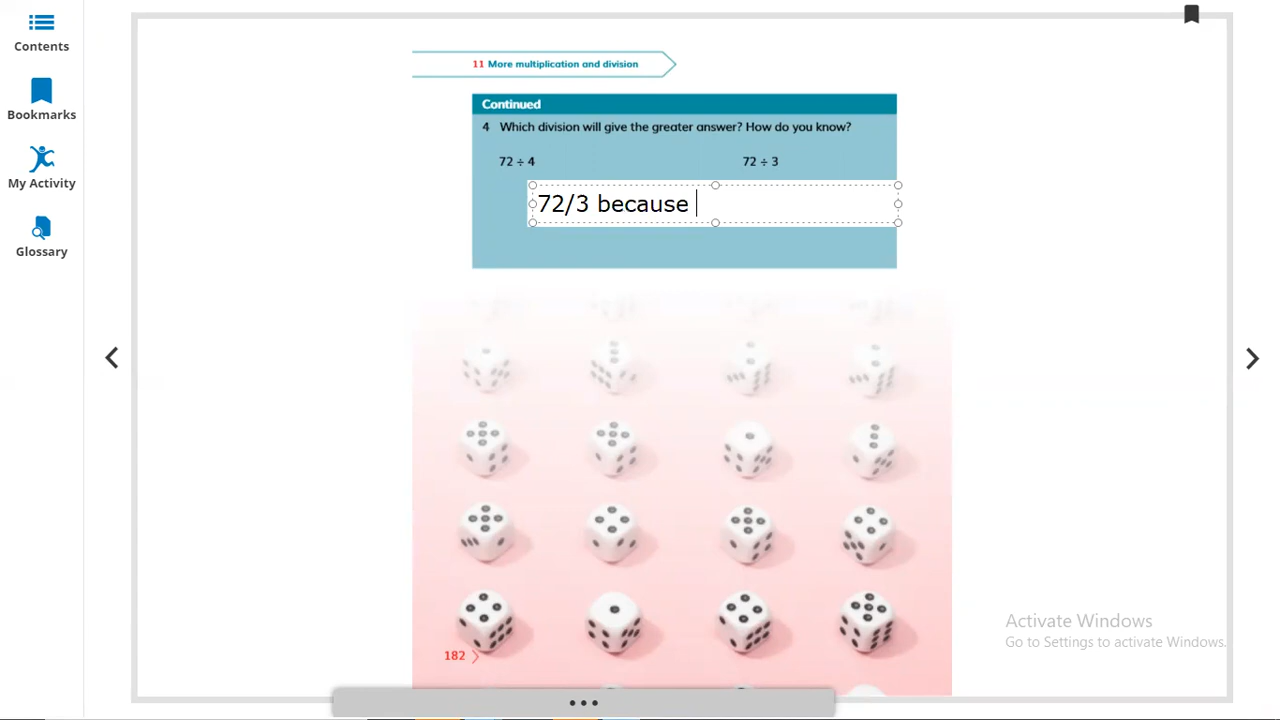 Contents
Bookmarks
My Activity
Glossary
11 More multiplication and division
Continued
4 Which division will give the greater answer? How do you know?
72 ÷ 4 72 ÷ 3
72/3 because
182
Activate Windows
Go to Settings to activate Windows.